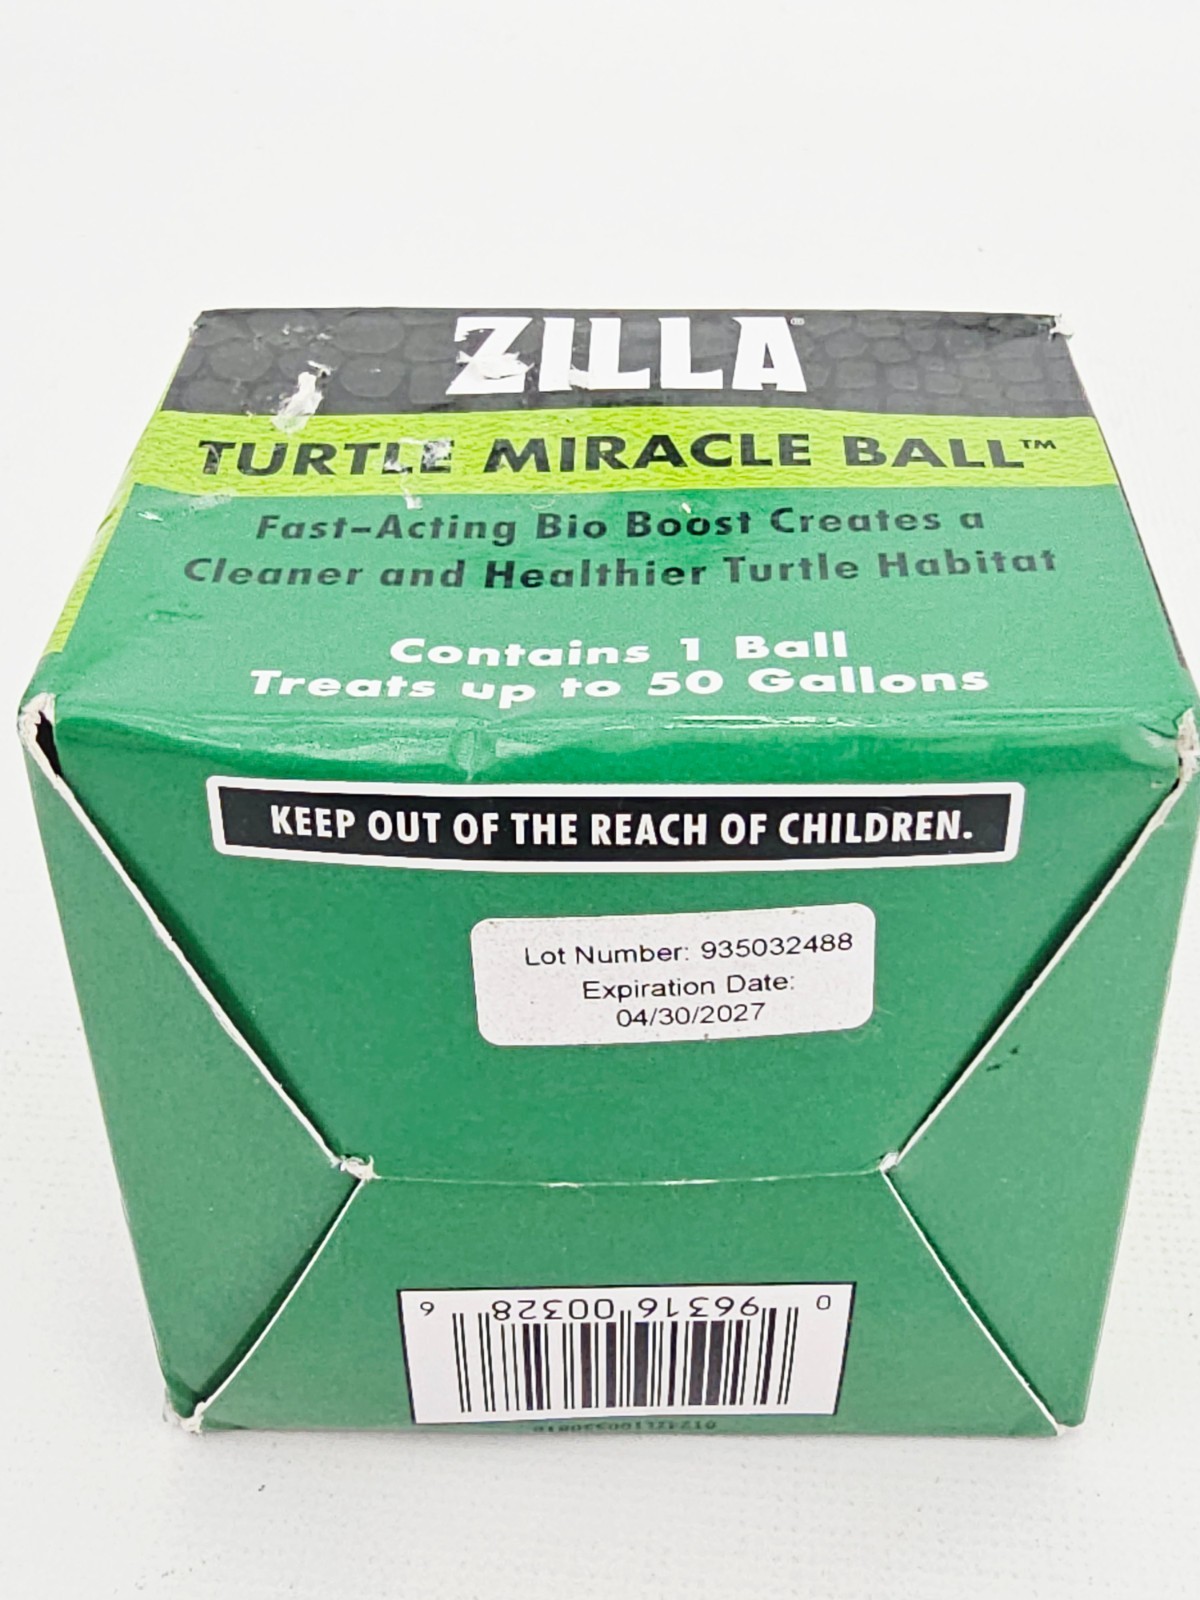 ZILLA®
TURTLE MIRACLE BALL™
Fast-Acting Bio Boost Creates a
Cleaner and Healthier Turtle Habitat
Contains 1 Ball
Treats up to 50 Gallons
KEEP OUT OF THE REACH OF CHILDREN.
Lot Number: 935032488
Expiration Date:
04/30/2027
0 96316 00328 6